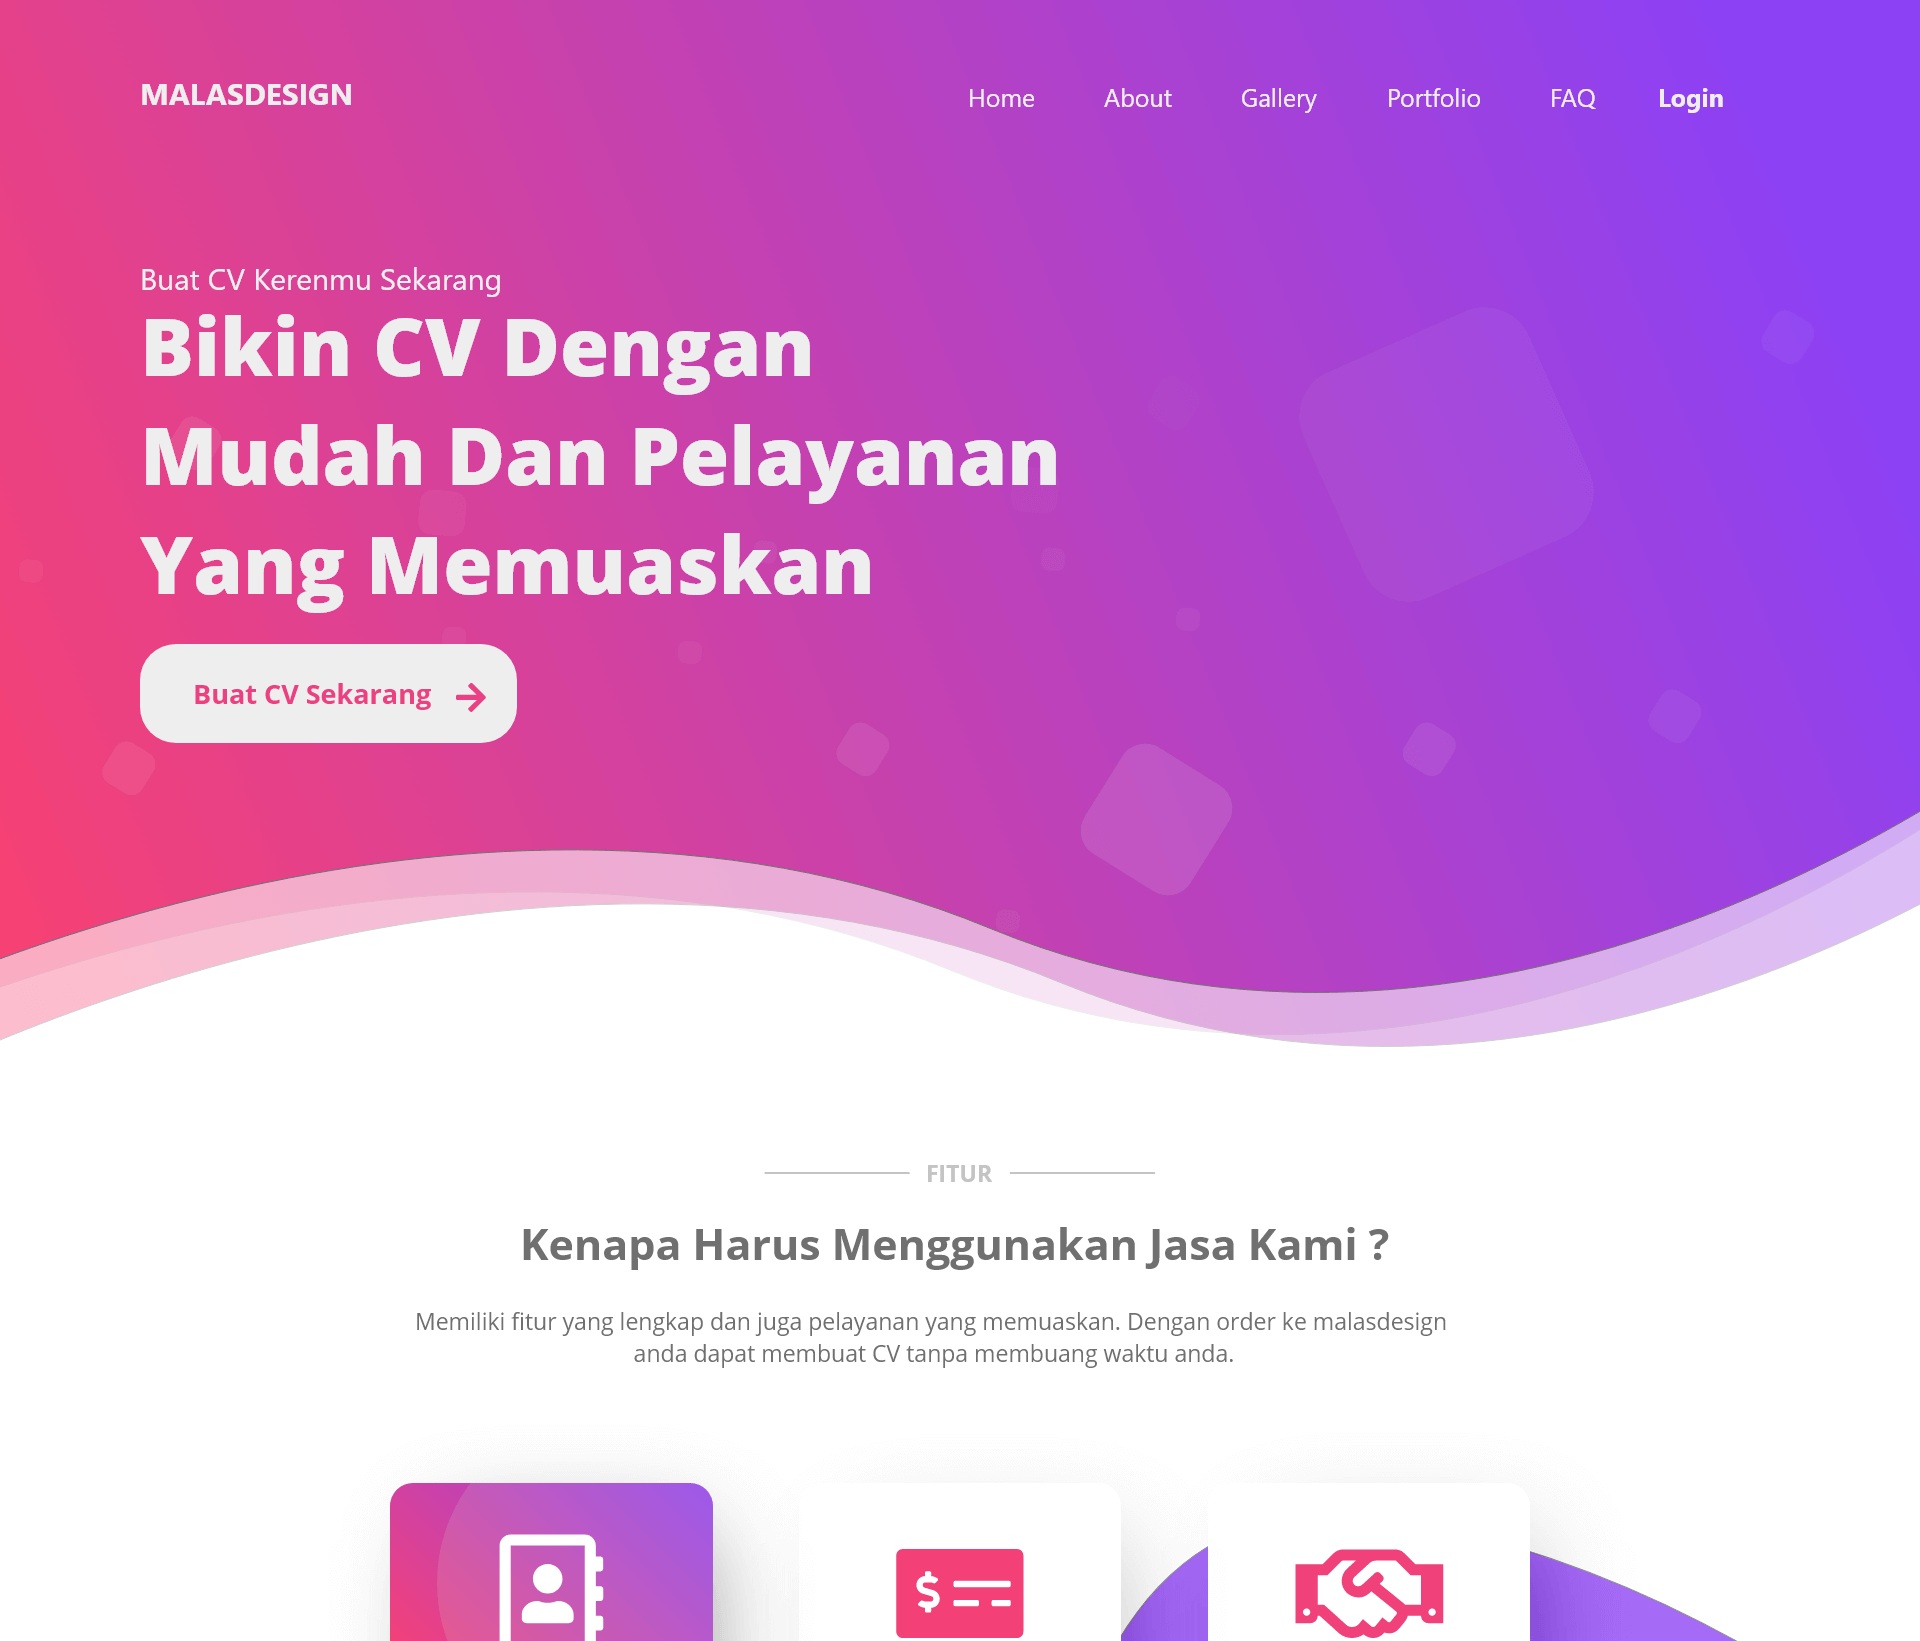 MALASDESIGN
Home About Gallery Portfolio FAQ Login
Buat CV Kerenmu Sekarang
Bikin CV Dengan
Mudah Dan Pelayanan
Yang Memuaskan
Buat CV Sekarang
FITUR
Kenapa Harus Menggunakan Jasa Kami ?
Memiliki fitur yang lengkap dan juga pelayanan yang memuaskan. Dengan order ke malasdesign
anda dapat membuat CV tanpa membuang waktu anda.
$